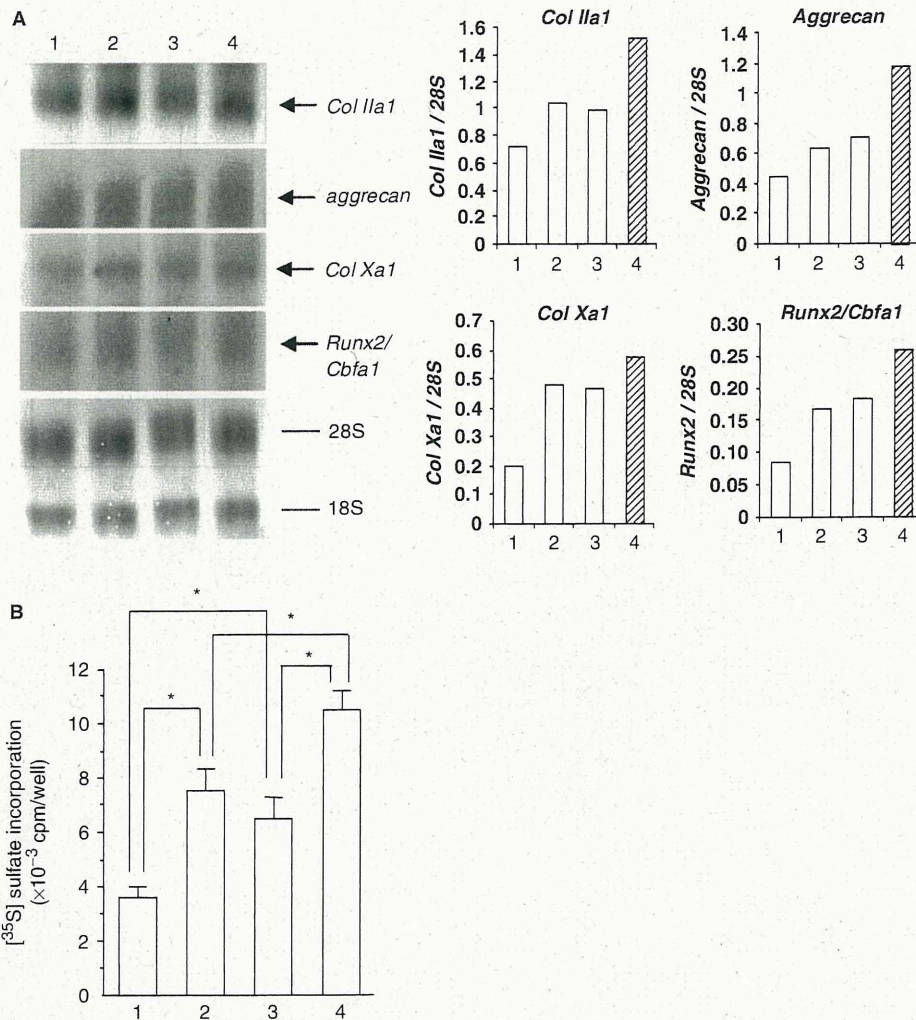 A
1 2 3 4
Col IIa1
aggrecan
Col Xa1
Runx2/
Cbfa1
28S
18S
Col IIa1
Col IIa1 / 28S
1.6
1.4
1.2
1
0.8
0.6
0.4
0.2
0
1 2 3 4
Aggrecan
Aggrecan / 28S
1.4
1.2
1.0
0.8
0.6
0.4
0.2
0
1 2 3 4
Col Xa1
Col Xa1 / 28S
0.7
0.6
0.5
0.4
0.3
0.2
0.1
0
1 2 3 4
Runx2/Cbfa1
Runx2 / 28S
0.30
0.25
0.20
0.15
0.10
0.05
0
1 2 3 4
B
*
*
*
*
[³⁵S] sulfate incorporation
(×10⁻³ cpm/well)
12
10
8
6
4
2
0
1 2 3 4